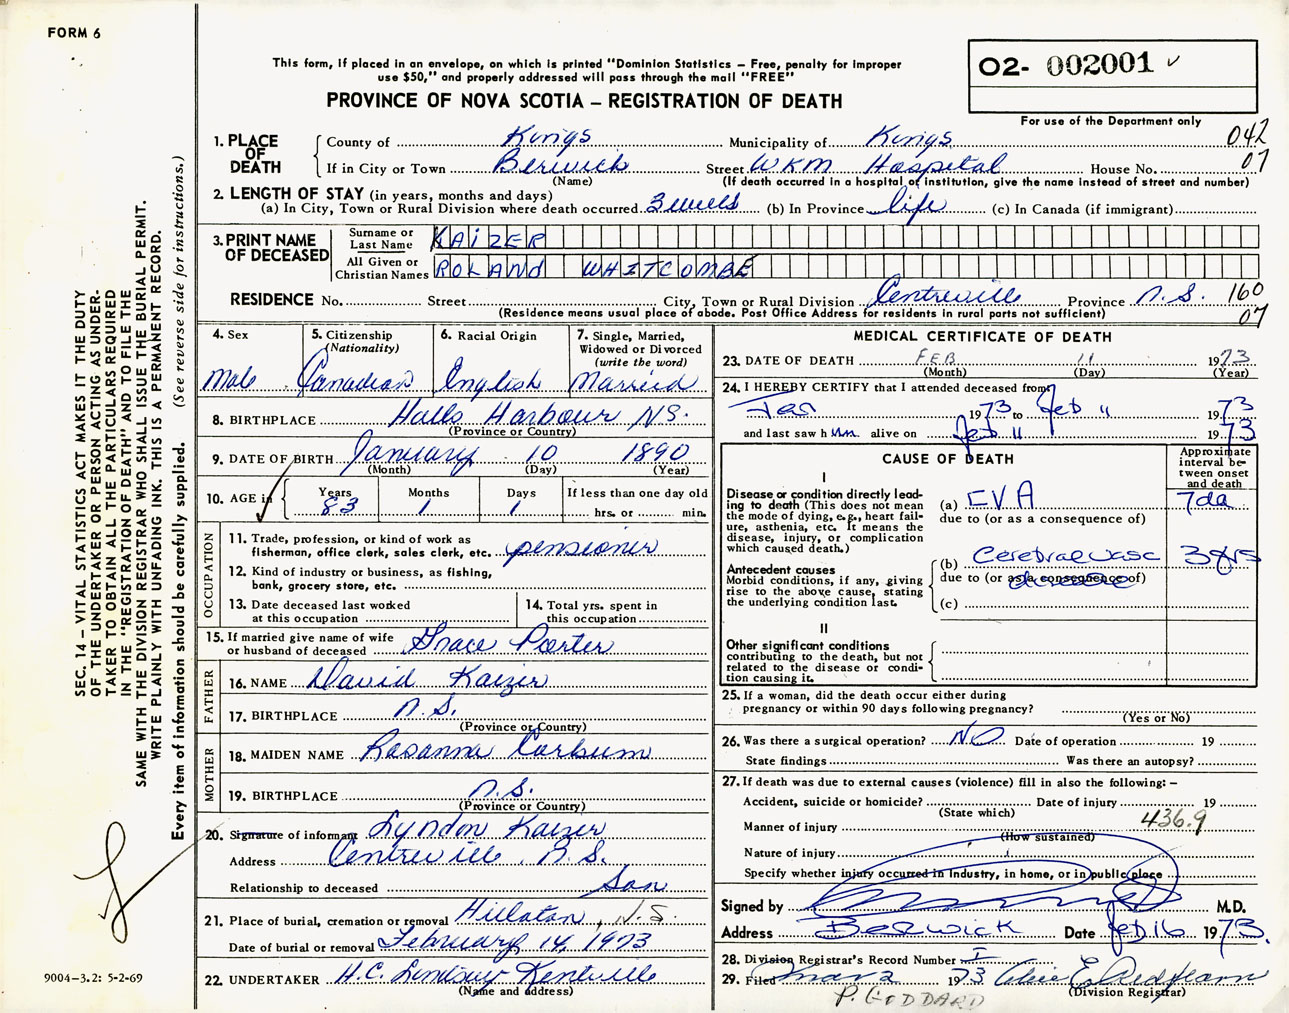 FORM 6
This form, if placed in an envelope, on which is printed "Dominion Statistics – Free, penalty for improper
use $50," and properly addressed will pass through the mail "FREE"
PROVINCE OF NOVA SCOTIA – REGISTRATION OF DEATH
02- 002001
For use of the Department only
042
07
1. PLACE OF DEATH
County of Kings Municipality of Kings
If in City or Town Berwick Street WKM Hospital House No.
(Name) (If death occurred in a hospital or institution, give the name instead of street and number)
2. LENGTH OF STAY (in years, months and days)
(a) In City, Town or Rural Division where death occurred 3 weeks (b) In Province life (c) In Canada (if immigrant)
3. PRINT NAME OF DECEASED
Surname or Last Name KAIZER
All Given or Christian Names ROLAND WHITCOMBE
RESIDENCE No. Street City, Town or Rural Division Centreville Province N.S. 160
(Residence means usual place of abode. Post Office Address for residents in rural parts not sufficient) 07
4. Sex Male
5. Citizenship (Nationality) Canadian
6. Racial Origin English
7. Single, Married, Widowed or Divorced (write the word) Married
8. BIRTHPLACE Halls Harbour N.S.
(Province or Country)
9. DATE OF BIRTH January 10 1890
(Month) (Day) (Year)
10. AGE in Years 83 Months 1 Days 1 If less than one day old
hrs. or min.
OCCUPATION
11. Trade, profession, or kind of work as
fisherman, office clerk, sales clerk, etc. pensioner
12. Kind of industry or business, as fishing,
bank, grocery store, etc.
13. Date deceased last worked
at this occupation
14. Total yrs. spent in
this occupation
15. If married give name of wife
or husband of deceased Grace Porter
FATHER
16. NAME David Kaizer
17. BIRTHPLACE N.S.
(Province or Country)
MOTHER
18. MAIDEN NAME Rosanna
19. BIRTHPLACE N.S.
(Province or Country)
20. Signature of informant Lyndon Kaizer
Address Centreville, N.S.
Relationship to deceased Son
21. Place of burial, cremation or removal Hillaton, N.S.
Date of burial or removal February 14, 1973
22. UNDERTAKER H.C. Lindsay Kentville
(Name and address)
MEDICAL CERTIFICATE OF DEATH
23. DATE OF DEATH FEB 11 1973
(Month) (Day) (Year)
24. I HEREBY CERTIFY that I attended deceased from
Jan 1973 to Feb 11 1973
and last saw him alive on Feb 11 1973
CAUSE OF DEATH
Approximate interval between onset and death
I
Disease or condition directly leading to death (This does not
mean the mode of dying, e.g., heart failure, asthenia, etc. It means the
disease, injury, or complication
which caused death.)
(a) CVA 7 da
due to (or as a consequence of)
Antecedent causes
Morbid conditions, if any, giving
rise to the above cause, stating
the underlying condition last.
(b) Cerebral vasc 3 yrs
due to (or as a consequence of)
disease
(c)
II
Other significant conditions
contributing to the death, but not
related to the disease or condition causing it.
25. If a woman, did the death occur either during
pregnancy or within 90 days following pregnancy?
(Yes or No)
26. Was there a surgical operation? NO Date of operation 19
State findings Was there an autopsy?
27. If death was due to external causes (violence) fill in also the following: –
Accident, suicide or homicide? Date of injury 19
(State which)
Manner of injury 436.9
(How sustained)
Nature of injury
Specify whether injury occurred in industry, in home, or in public place
Signed by M.D.
Address Berwick Date Feb 16 1973.
28. Division Registrar's Record Number
29. Filed Mar 2 1973
(Division Registrar)
P. GODDARD
SEC. 14 – VITAL STATISTICS ACT MAKES IT THE DUTY
OF THE UNDERTAKER OR PERSON ACTING AS UNDER-
TAKER TO OBTAIN ALL THE PARTICULARS REQUIRED
IN THE "REGISTRATION OF DEATH" AND TO FILE THE
SAME WITH THE DIVISION REGISTRAR WHO SHALL ISSUE THE BURIAL PERMIT.
WRITE PLAINLY WITH UNFADING INK. THIS IS A PERMANENT RECORD.
Every item of information should be carefully supplied. (See reverse side for instructions.)
9004-3.2: 5-2-69